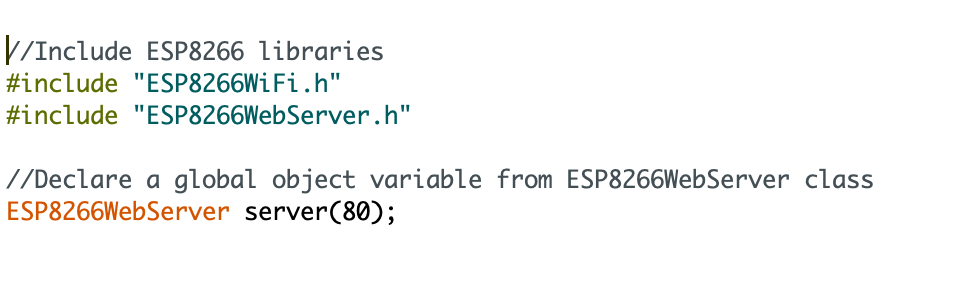 //Include ESP8266 libraries
#include "ESP8266WiFi.h"
#include "ESP8266WebServer.h"
//Declare a global object variable from ESP8266WebServer class
ESP8266WebServer server(80);